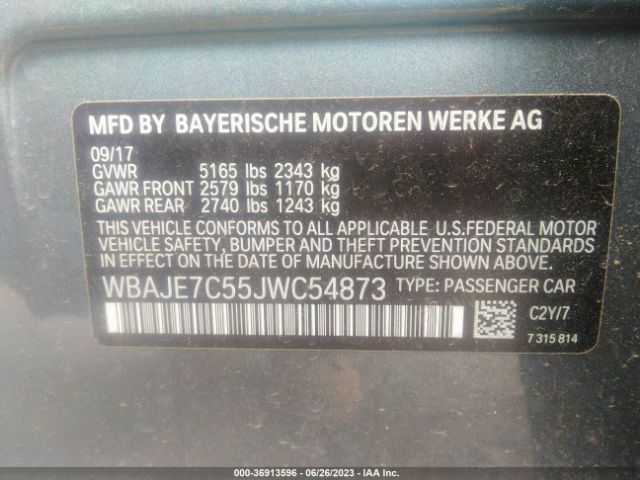 MFD BY BAYERISCHE MOTOREN WERKE AG
09/17
GVWR 5165 lbs 2343 kg
GAWR FRONT 2579 lbs 1170 kg
GAWR REAR 2740 lbs 1243 kg
THIS VEHICLE CONFORMS TO ALL APPLICABLE U.S.FEDERAL MOTOR
VEHICLE SAFETY, BUMPER AND THEFT PREVENTION STANDARDS
IN EFFECT ON THE DATE OF MANUFACTURE SHOWN ABOVE.
WBAJE7C55JWC54873 TYPE: PASSENGER CAR
C2Y/7
7 315 814
000-36913596 - 06/26/2023 - IAA Inc.